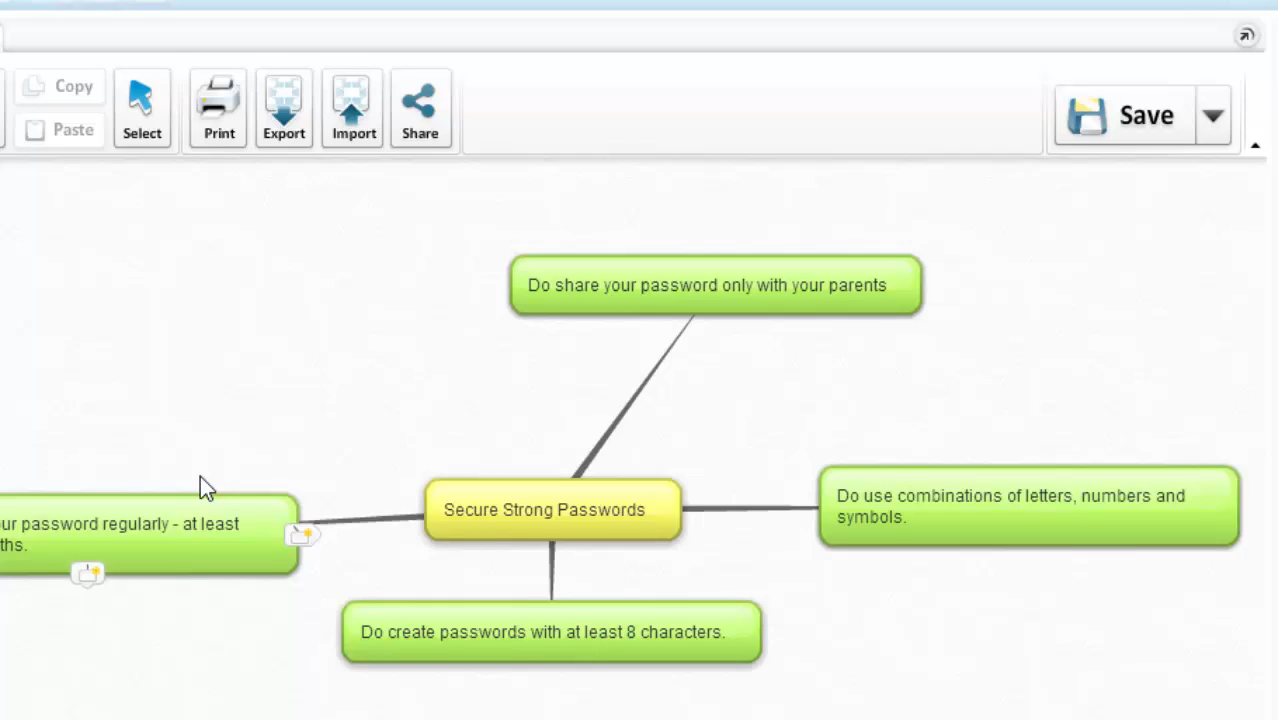 Copy
Paste
Select
Print
Export
Import
Share
Save
Do share your password only with your parents
Do use combinations of letters, numbers and
symbols.
Secure Strong Passwords
password regularly - at least
Do create passwords with at least 8 characters.